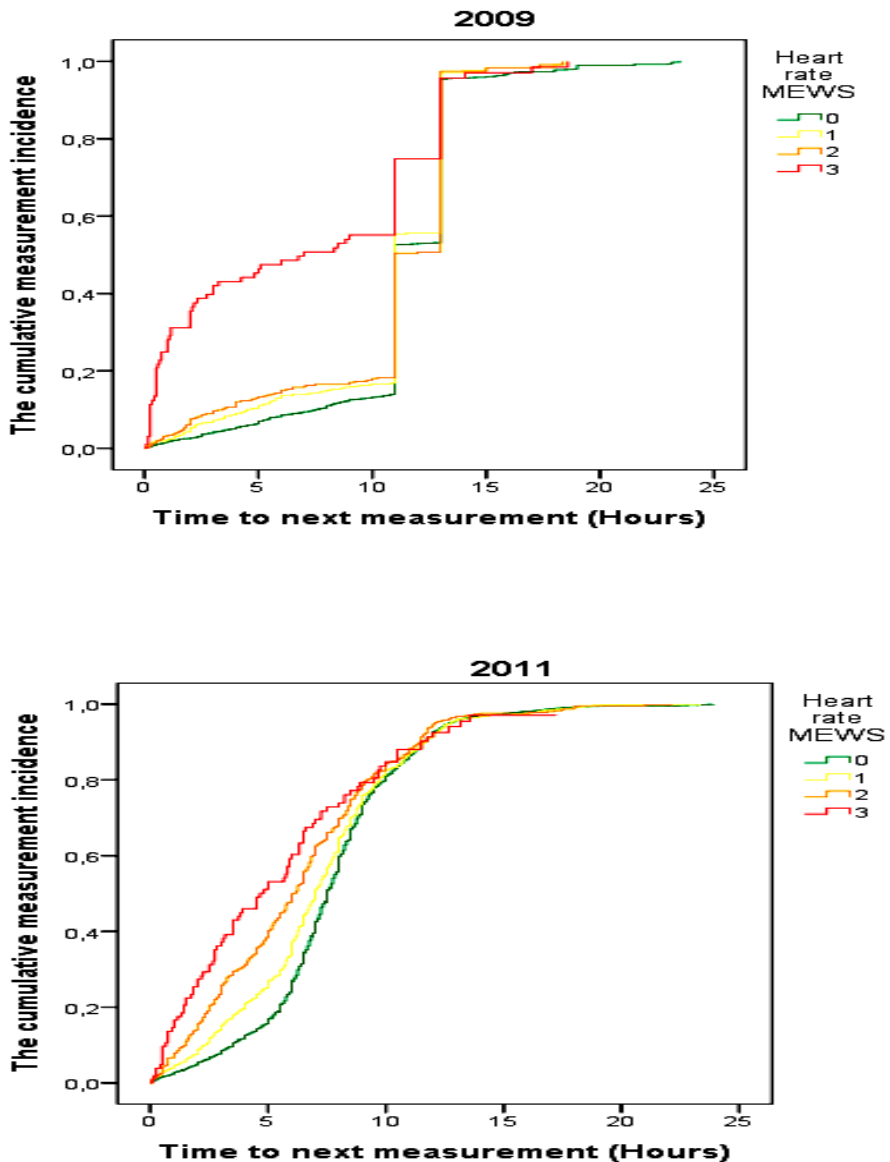 2009
The cumulative measurement incidence
1,0
0,8
0,6
0,4
0,2
0,0
0 5 10 15 20 25
Time to next measurement (Hours)
Heart
rate
MEWS
0
1
2
3
2011
The cumulative measurement incidence
1,0
0,8
0,6
0,4
0,2
0,0
0 5 10 15 20 25
Time to next measurement (Hours)
Heart
rate
MEWS
0
1
2
3